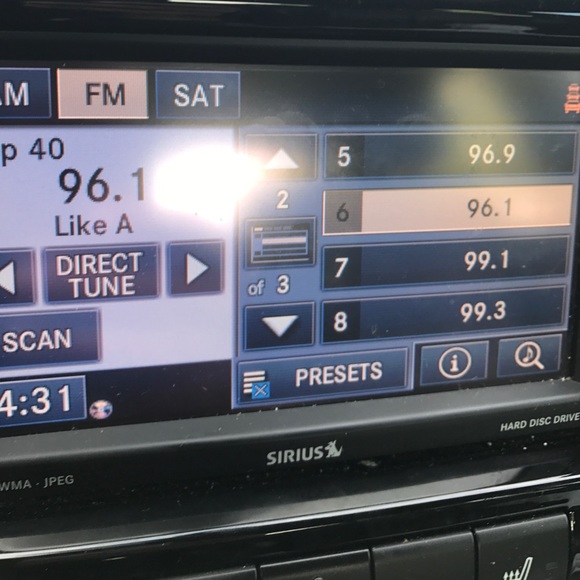 M FM SAT
p 40
96.1
Like A
DIRECT
TUNE
SCAN
4:31
2
of 3
5 96.9
6 96.1
7 99.1
8 99.3
PRESETS
i
SIRIUS
WMA · JPEG
HARD DISC DRIVE